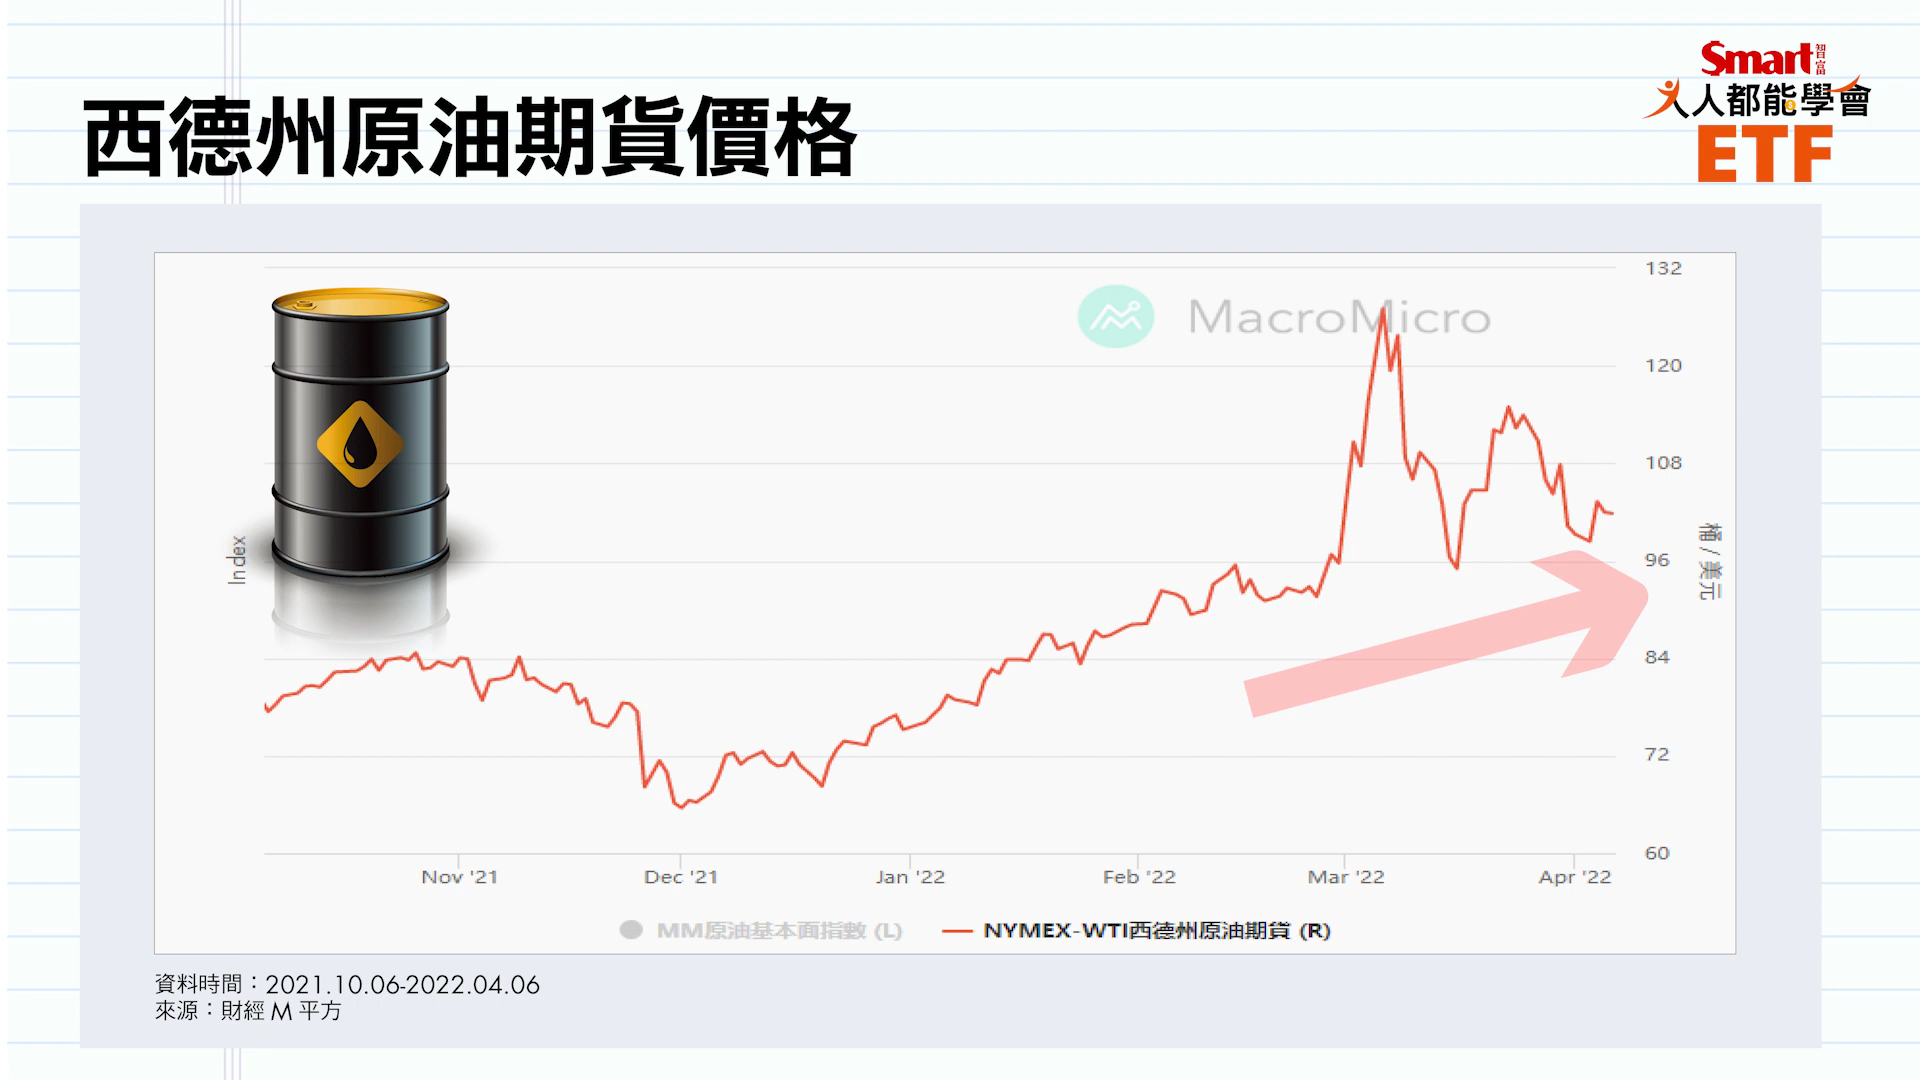 Smart智富
人人都能學會
ETF
西德州原油期貨價格
MacroMicro
132
120
108
96
84
72
60
Index
桶 / 美元
Nov '21
Dec '21
Jan '22
Feb '22
Mar '22
Apr '22
MM原油基本面指數 (L)
NYMEX-WTI西德州原油期貨 (R)
資料時間：2021.10.06-2022.04.06
來源：財經 M 平方